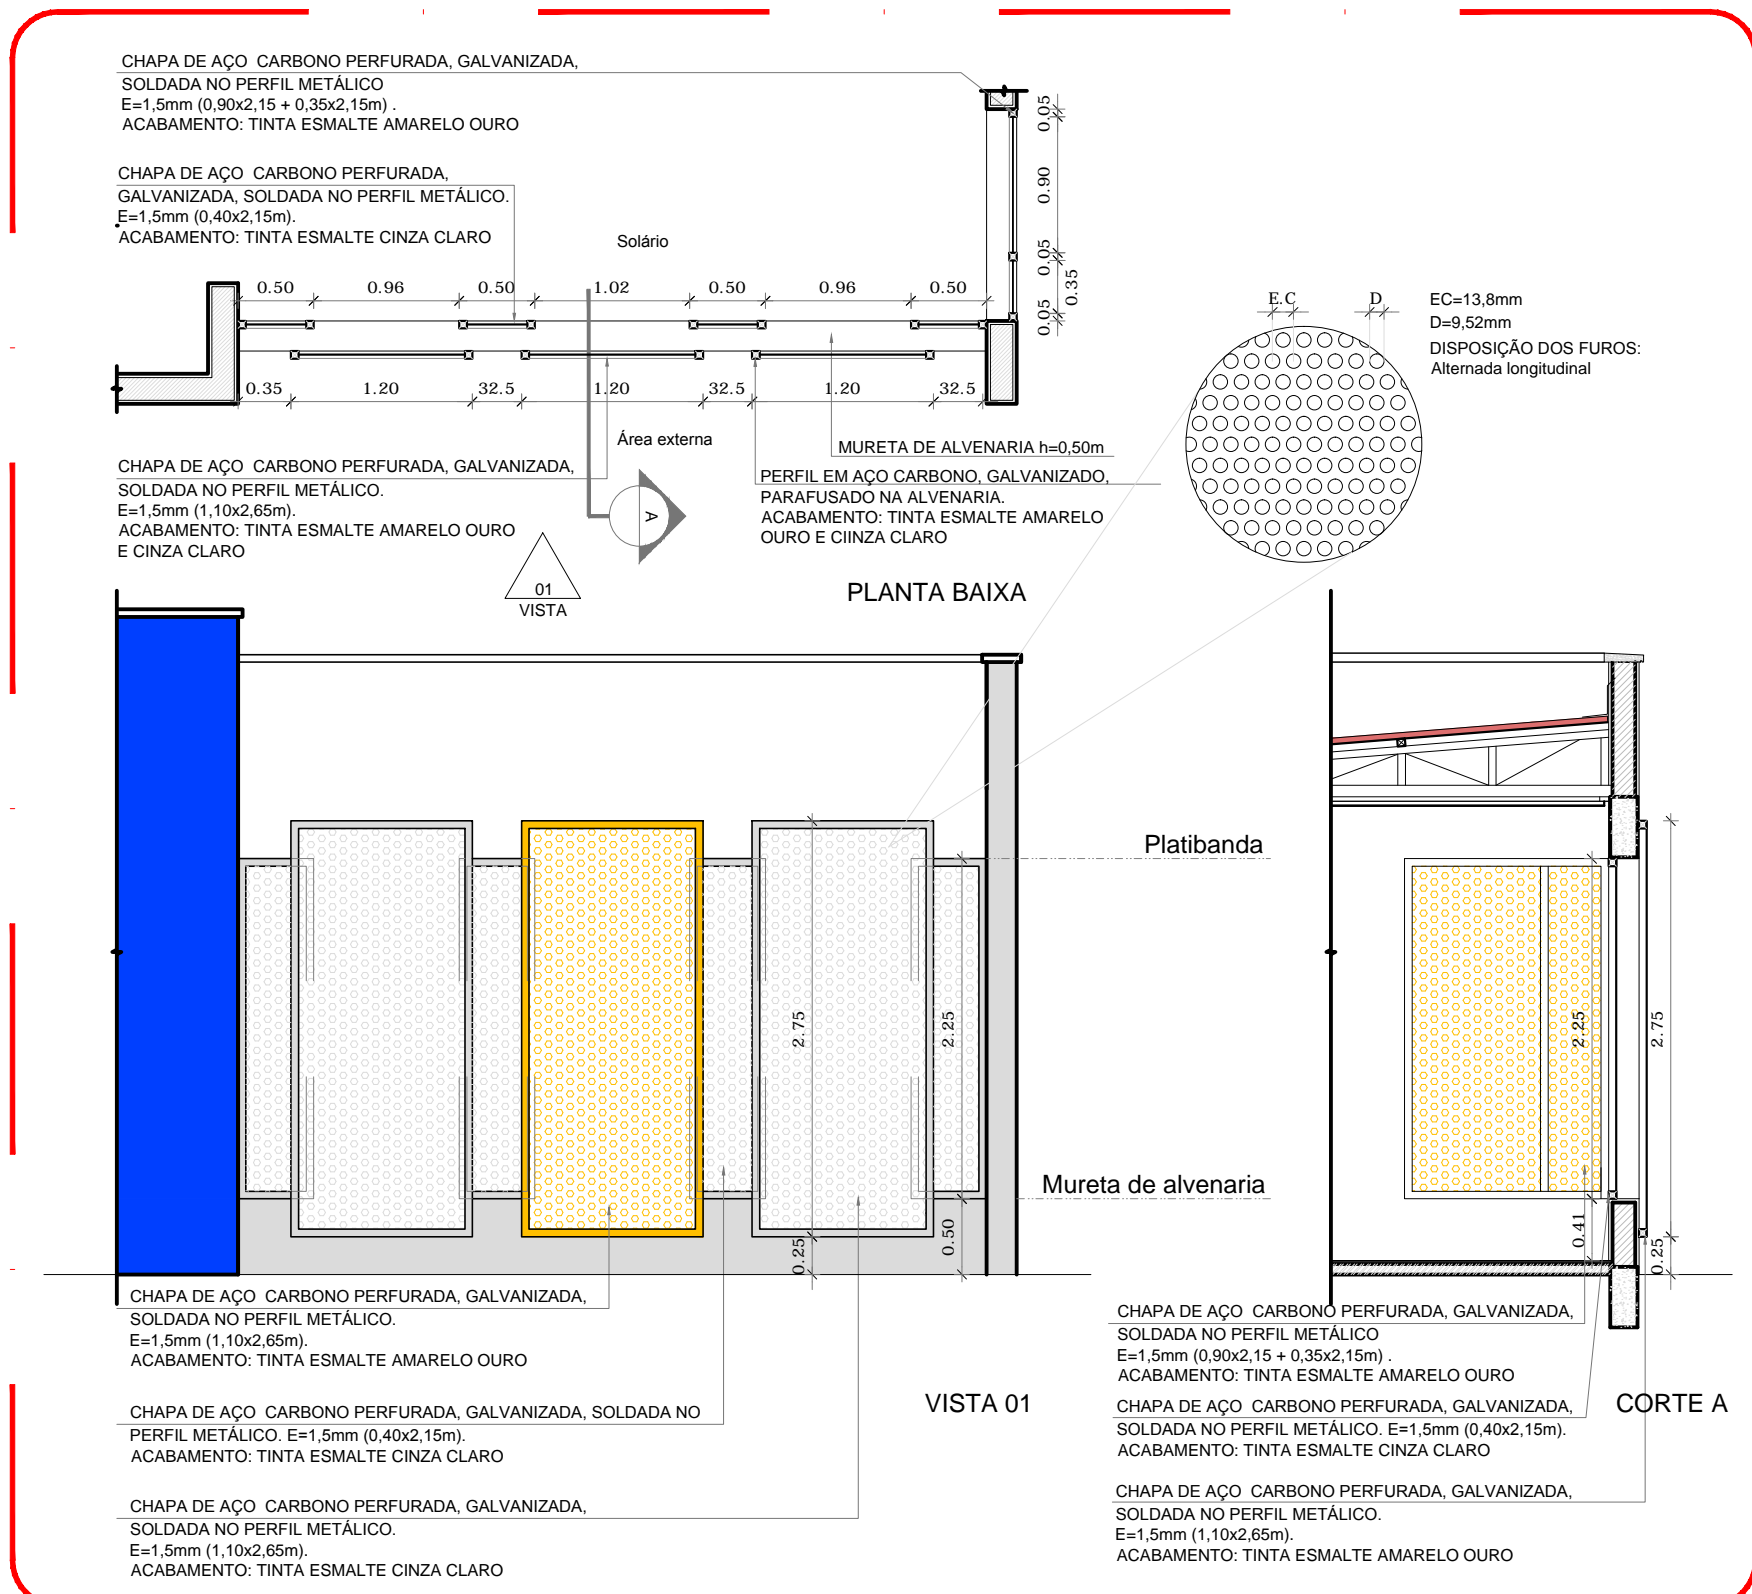 CHAPA DE AÇO  CARBONO PERFURADA, GALVANIZADA,
SOLDADA NO PERFIL METÁLICO
E=1,5mm (0,90x2,15 + 0,35x2,15m) .
ACABAMENTO: TINTA ESMALTE AMARELO OURO
CHAPA DE AÇO  CARBONO PERFURADA,
GALVANIZADA, SOLDADA NO PERFIL METÁLICO.
E=1,5mm (0,40x2,15m).
ACABAMENTO: TINTA ESMALTE CINZA CLARO
Solário
0.50 0.96 0.50 1.02 0.50 0.96 0.50
0.05
0.90
0.05
0.35
0.05
0.35 1.20 32.5 1.20 32.5 1.20 32.5
E.C D
EC=13,8mm
D=9,52mm
DISPOSIÇÃO DOS FUROS:
Alternada longitudinal
Área externa
MURETA DE ALVENARIA h=0,50m
CHAPA DE AÇO  CARBONO PERFURADA, GALVANIZADA,
SOLDADA NO PERFIL METÁLICO.
E=1,5mm (1,10x2,65m).
ACABAMENTO: TINTA ESMALTE AMARELO OURO
E CINZA CLARO
PERFIL EM AÇO CARBONO, GALVANIZADO,
PARAFUSADO NA ALVENARIA.
ACABAMENTO: TINTA ESMALTE AMARELO
OURO E CIINZA CLARO
A
01
VISTA
PLANTA BAIXA
Platibanda
2.75
2.25
2.25
2.75
Mureta de alvenaria
0.25
0.50
0.41
0.25
CHAPA DE AÇO  CARBONO PERFURADA, GALVANIZADA,
SOLDADA NO PERFIL METÁLICO.
E=1,5mm (1,10x2,65m).
ACABAMENTO: TINTA ESMALTE AMARELO OURO
CHAPA DE AÇO  CARBONO PERFURADA, GALVANIZADA, SOLDADA NO
PERFIL METÁLICO. E=1,5mm (0,40x2,15m).
ACABAMENTO: TINTA ESMALTE CINZA CLARO
CHAPA DE AÇO  CARBONO PERFURADA, GALVANIZADA,
SOLDADA NO PERFIL METÁLICO.
E=1,5mm (1,10x2,65m).
ACABAMENTO: TINTA ESMALTE CINZA CLARO
VISTA 01
CHAPA DE AÇO  CARBONO PERFURADA, GALVANIZADA,
SOLDADA NO PERFIL METÁLICO
E=1,5mm (0,90x2,15 + 0,35x2,15m) .
ACABAMENTO: TINTA ESMALTE AMARELO OURO
CHAPA DE AÇO  CARBONO PERFURADA, GALVANIZADA,
SOLDADA NO PERFIL METÁLICO. E=1,5mm (0,40x2,15m).
ACABAMENTO: TINTA ESMALTE CINZA CLARO
CHAPA DE AÇO  CARBONO PERFURADA, GALVANIZADA,
SOLDADA NO PERFIL METÁLICO.
E=1,5mm (1,10x2,65m).
ACABAMENTO: TINTA ESMALTE AMARELO OURO
CORTE A